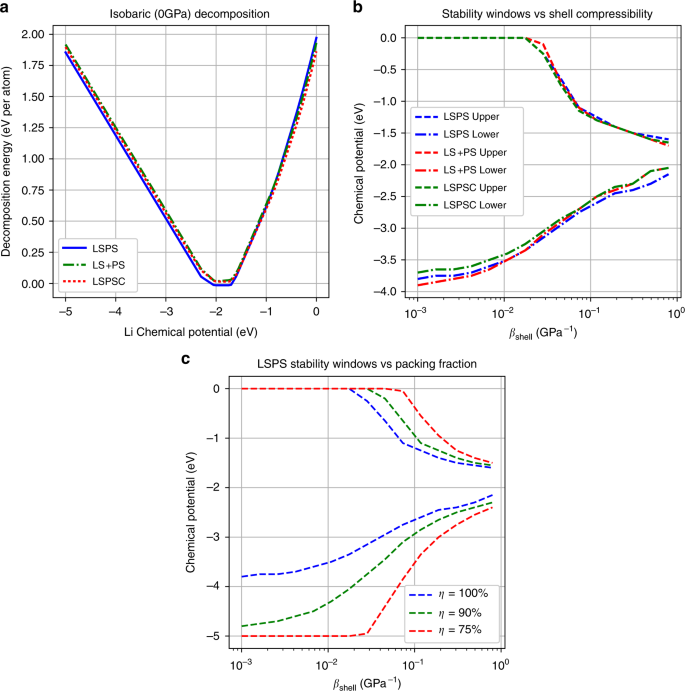 a
Isobaric (0GPa) decomposition
Decomposition energy (eV per atom)
2.00
1.75
1.50
1.25
1.00
0.75
0.50
0.25
0.00
LSPS
LS+PS
LSPSC
−5
−4
−3
−2
−1
0
Li Chemical potential (eV)
b
Stability windows vs shell compressibility
Chemical potential (eV)
0.0
−0.5
−1.0
−1.5
−2.0
−2.5
−3.0
−3.5
−4.0
LSPS Upper
LSPS Lower
LS+PS Upper
LS+PS Lower
LSPSC Upper
LSPSC Lower
10⁻³
10⁻²
10⁻¹
10⁰
βshell (GPa⁻¹)
c
LSPS stability windows vs packing fraction
Chemical potential (eV)
0
−1
−2
−3
−4
−5
η = 100%
η = 90%
η = 75%
10⁻³
10⁻²
10⁻¹
10⁰
βshell (GPa⁻¹)